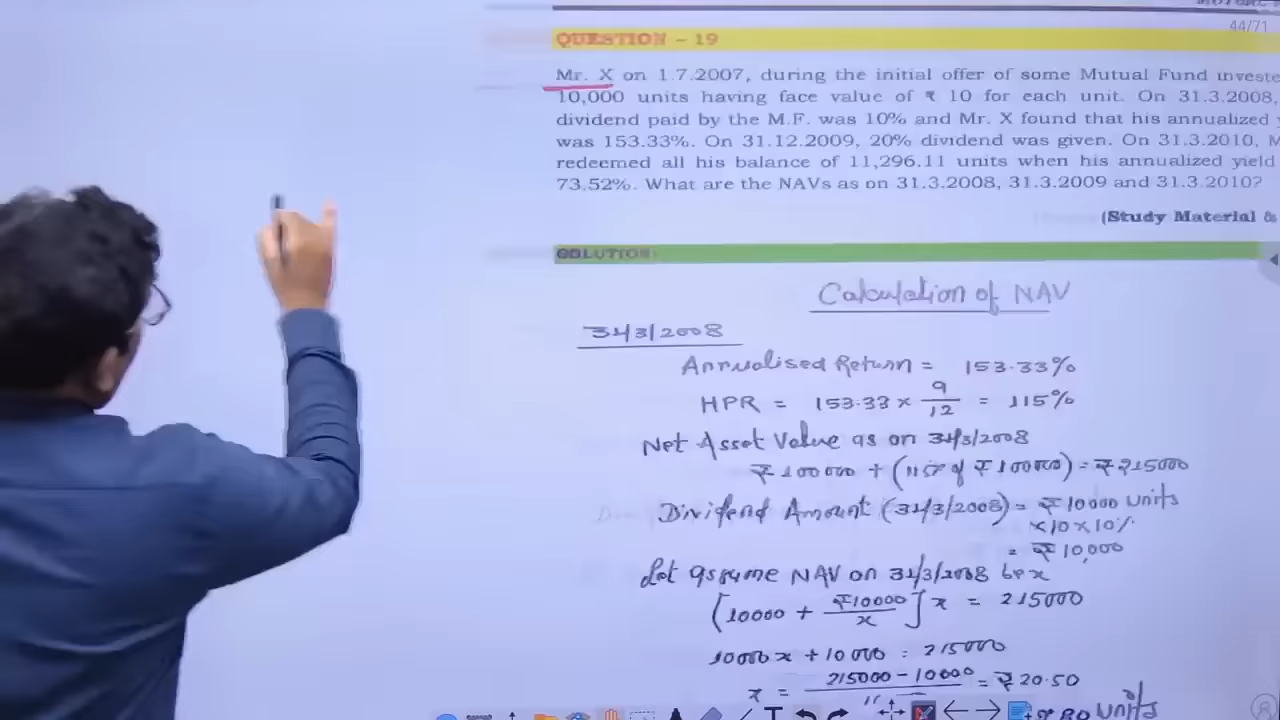 44/71
QUESTION – 19
Mr. X on 1.7.2007, during the initial offer of some Mutual Fund investe
10,000 units having face value of ₹ 10 for each unit. On 31.3.2008,
dividend paid by the M.F. was 10% and Mr. X found that his annualized
was 153.33%. On 31.12.2009, 20% dividend was given. On 31.3.2010, M
redeemed all his balance of 11,296.11 units when his annualized yield
73.52%. What are the NAVs as on 31.3.2008, 31.3.2009 and 31.3.2010?
(Study Material &
SOLUTION:
Calculation of NAV
31/3/2008
Annualised Return = 153.33%
HPR = 153.33 × 9/12 = 115%
Net Asset Value as on 31/3/2008
₹100000 + (115% of ₹100000) = ₹215000
Dividend Amount (31/3/2008) = ₹10000 units
×10×10%
= ₹10,000
Let assume NAV on 31/3/2008 be x
[10000 + ₹10000/x] x = 215000
10000x + 10000 = 215000
x = 215000 - 10000 = ₹20.50
units